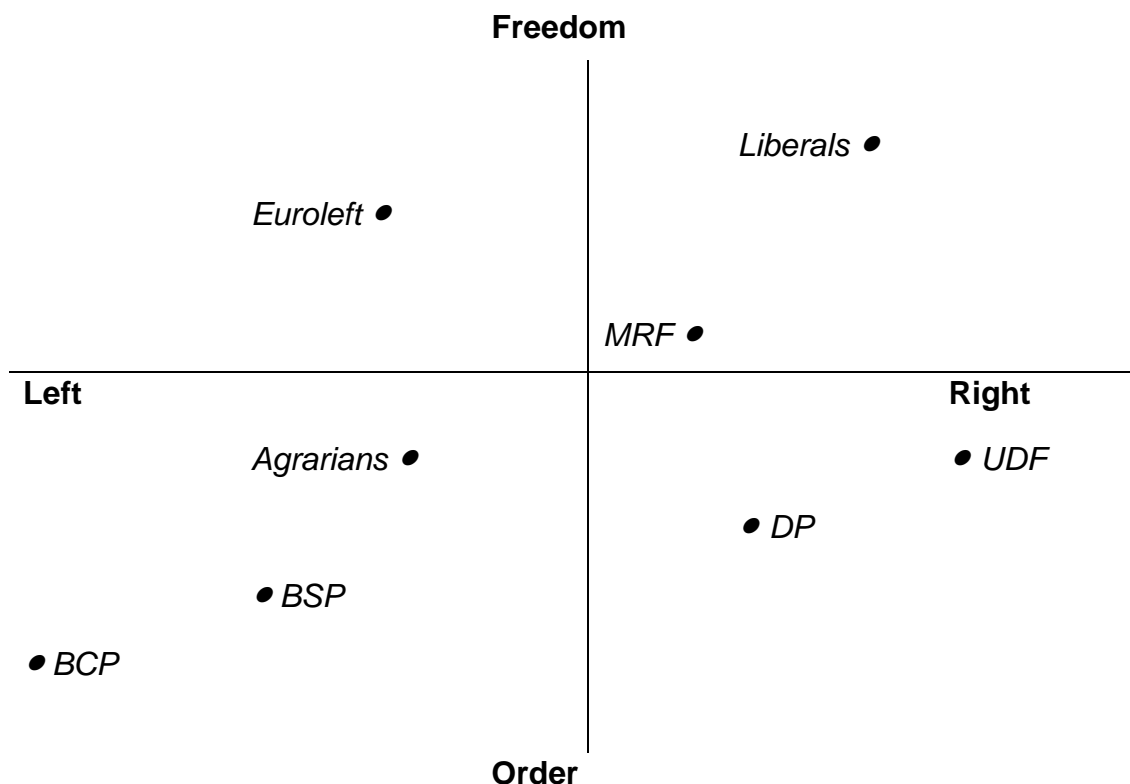 Freedom
Liberals
Euroleft
MRF
Left
Right
Agrarians
UDF
DP
BSP
BCP
Order